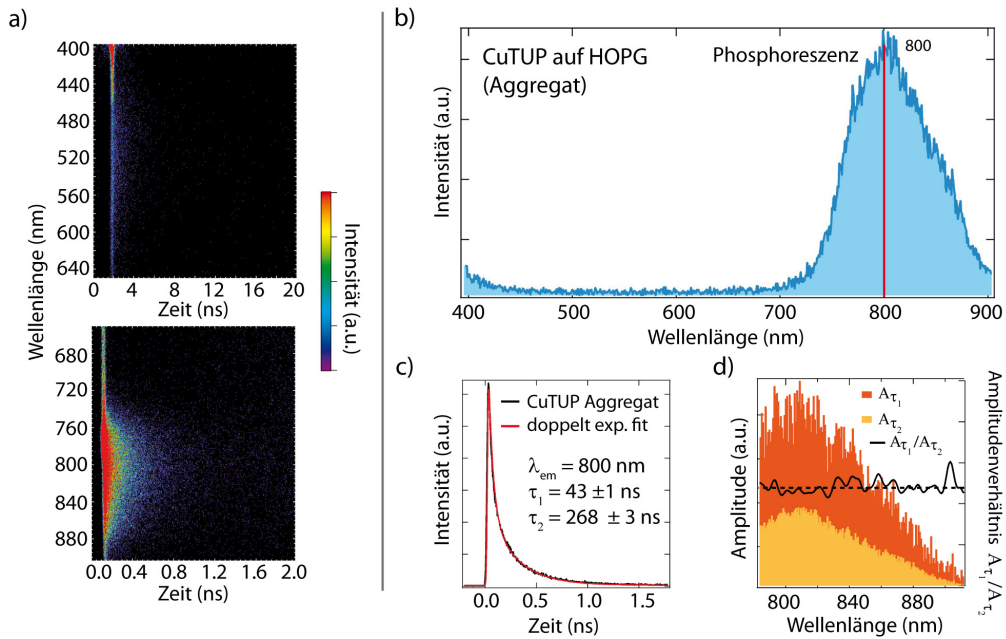 a)
400
440
480
520
560
600
640
0 4 8 12 16 20
Zeit (ns)
Wellenlänge (nm)
680
720
760
800
840
880
0.0 0.4 0.8 1.2 1.6 2.0
Zeit (ns)
Intensität (a.u.)
b)
CuTUP auf HOPG
(Aggregat)
Phosphoreszenz
800
Intensität (a.u.)
400 500 600 700 800 900
Wellenlänge (nm)
c)
CuTUP Aggregat
doppelt exp. fit
λem = 800 nm
τ1 = 43 ±1 ns
τ2 = 268 ± 3 ns
Intensität (a.u.)
0.0 0.5 1.0 1.5
Zeit (ns)
d)
Aτ1
Aτ2
Aτ1/Aτ2
Amplitude (a.u.)
800 840 880
Wellenlänge (nm)
Amplitudenverhältnis Aτ1/Aτ2